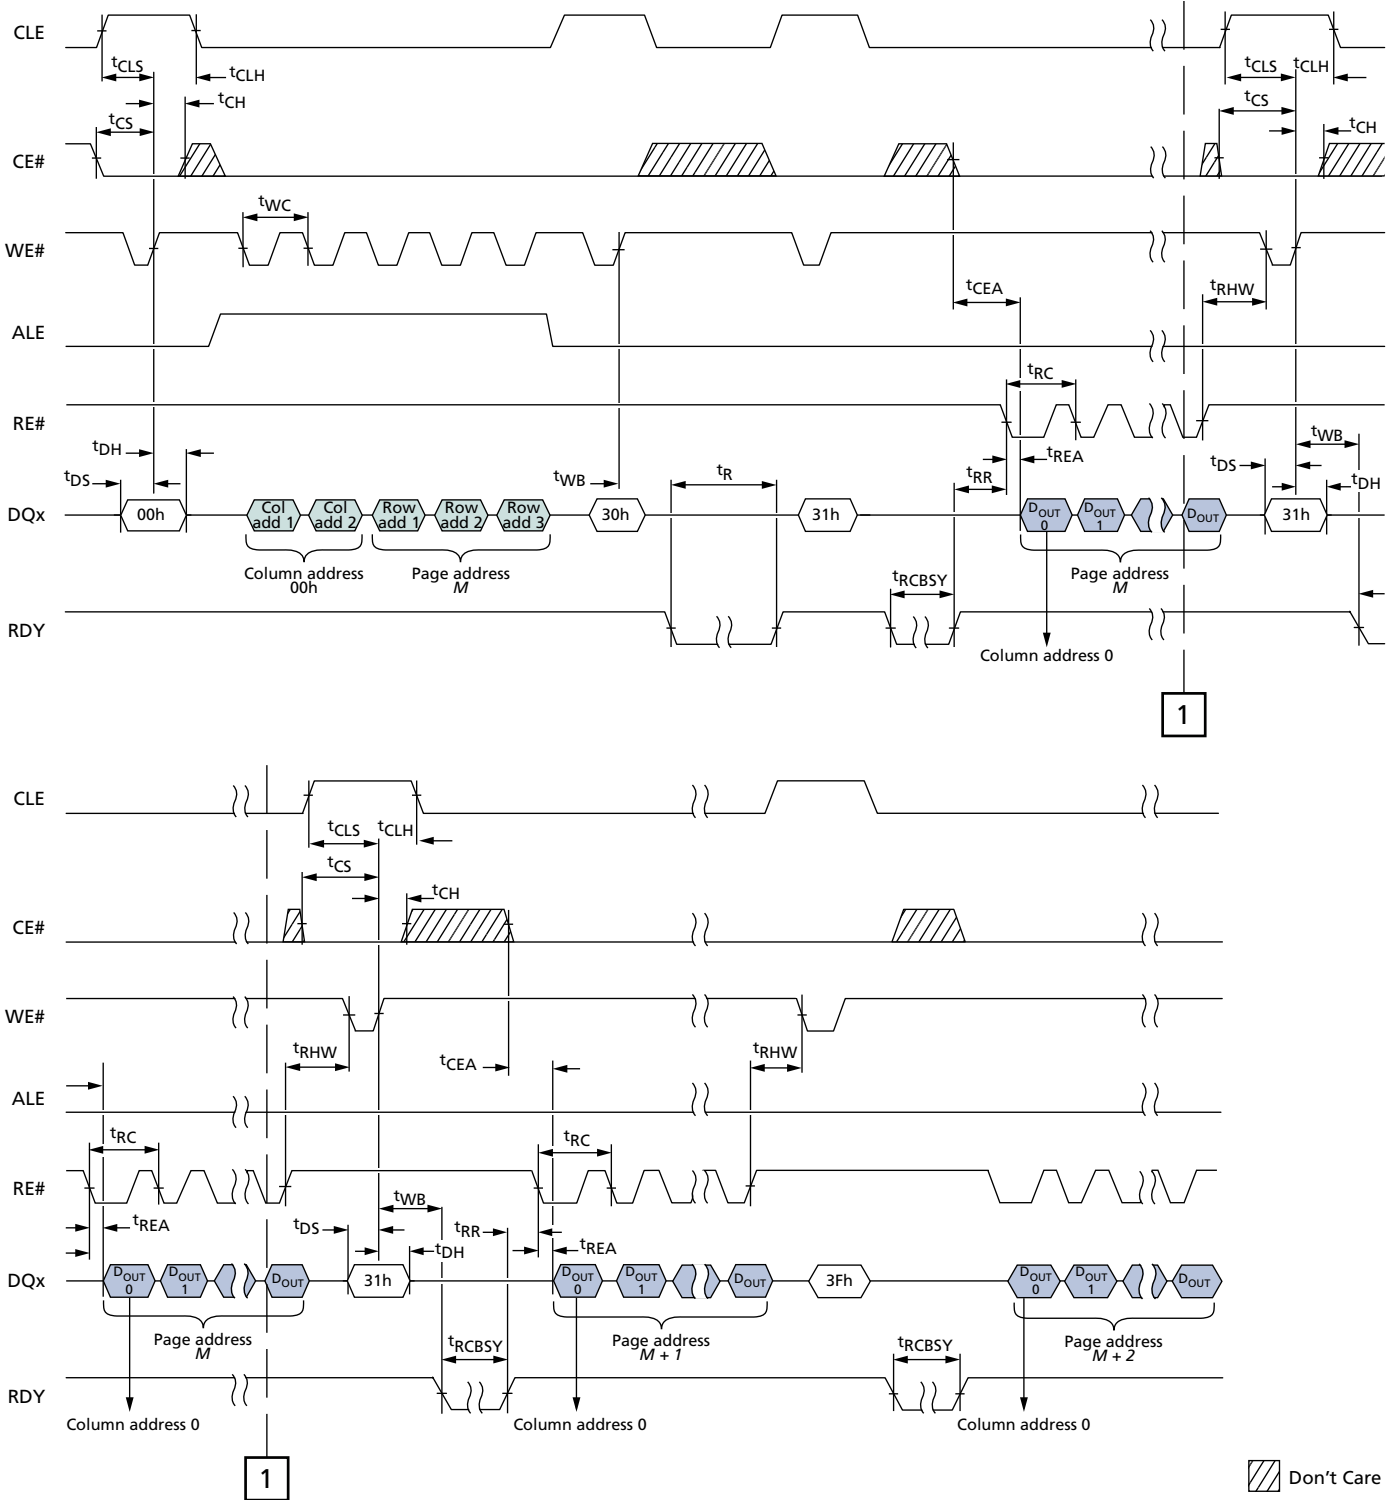 CLE
tCLS
tCLH
tCLS
tCLH
tCH
tCS
tCS
tCH
CE#
tWC
WE#
tCEA
tRHW
ALE
tRC
RE#
tDH
tWB
tREA
tDS
tWB
tR
tRR
tDS
tDH
DQx
00h
Col add 1
Col add 2
Row add 1
Row add 2
Row add 3
30h
31h
DOUT 0
DOUT 1
DOUT
31h
Column address 00h
Page address M
Page address M
tRCBSY
RDY
Column address 0
1
CLE
tCLS
tCLH
tCS
tCH
CE#
WE#
tRHW
tCEA
tRHW
ALE
tRC
tRC
RE#
tREA
tWB
tDS
tRR
tDH
tREA
DQx
DOUT 0
DOUT 1
DOUT
31h
DOUT 0
DOUT 1
DOUT
3Fh
DOUT 0
DOUT 1
DOUT
Page address M
Page address M + 1
Page address M + 2
tRCBSY
tRCBSY
RDY
Column address 0
Column address 0
Column address 0
1
Don't Care